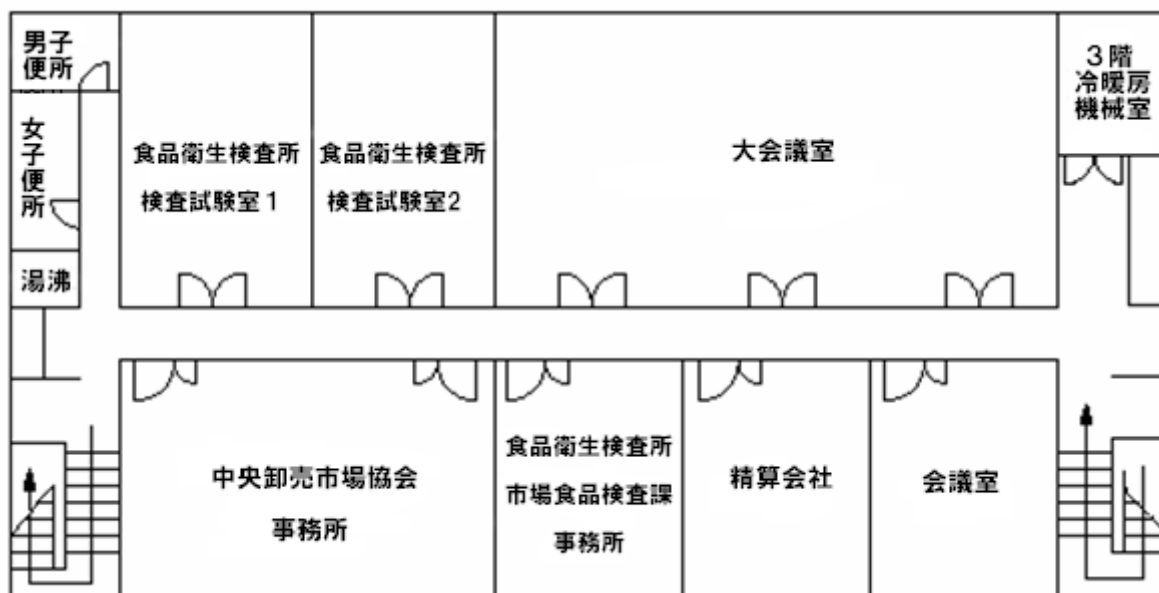 男子
便所
女子便所
湯沸
食品衛生検査所
検査試験室1
食品衛生検査所
検査試験室2
大会議室
3階
冷暖房
機械室
中央卸売市場協会
事務所
食品衛生検査所
市場食品検査課
事務所
精算会社
会議室